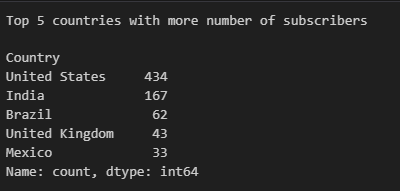 Top 5 countries with more number of subscribers
Country
United States 434
India 167
Brazil 62
United Kingdom 43
Mexico 33
Name: count, dtype: int64